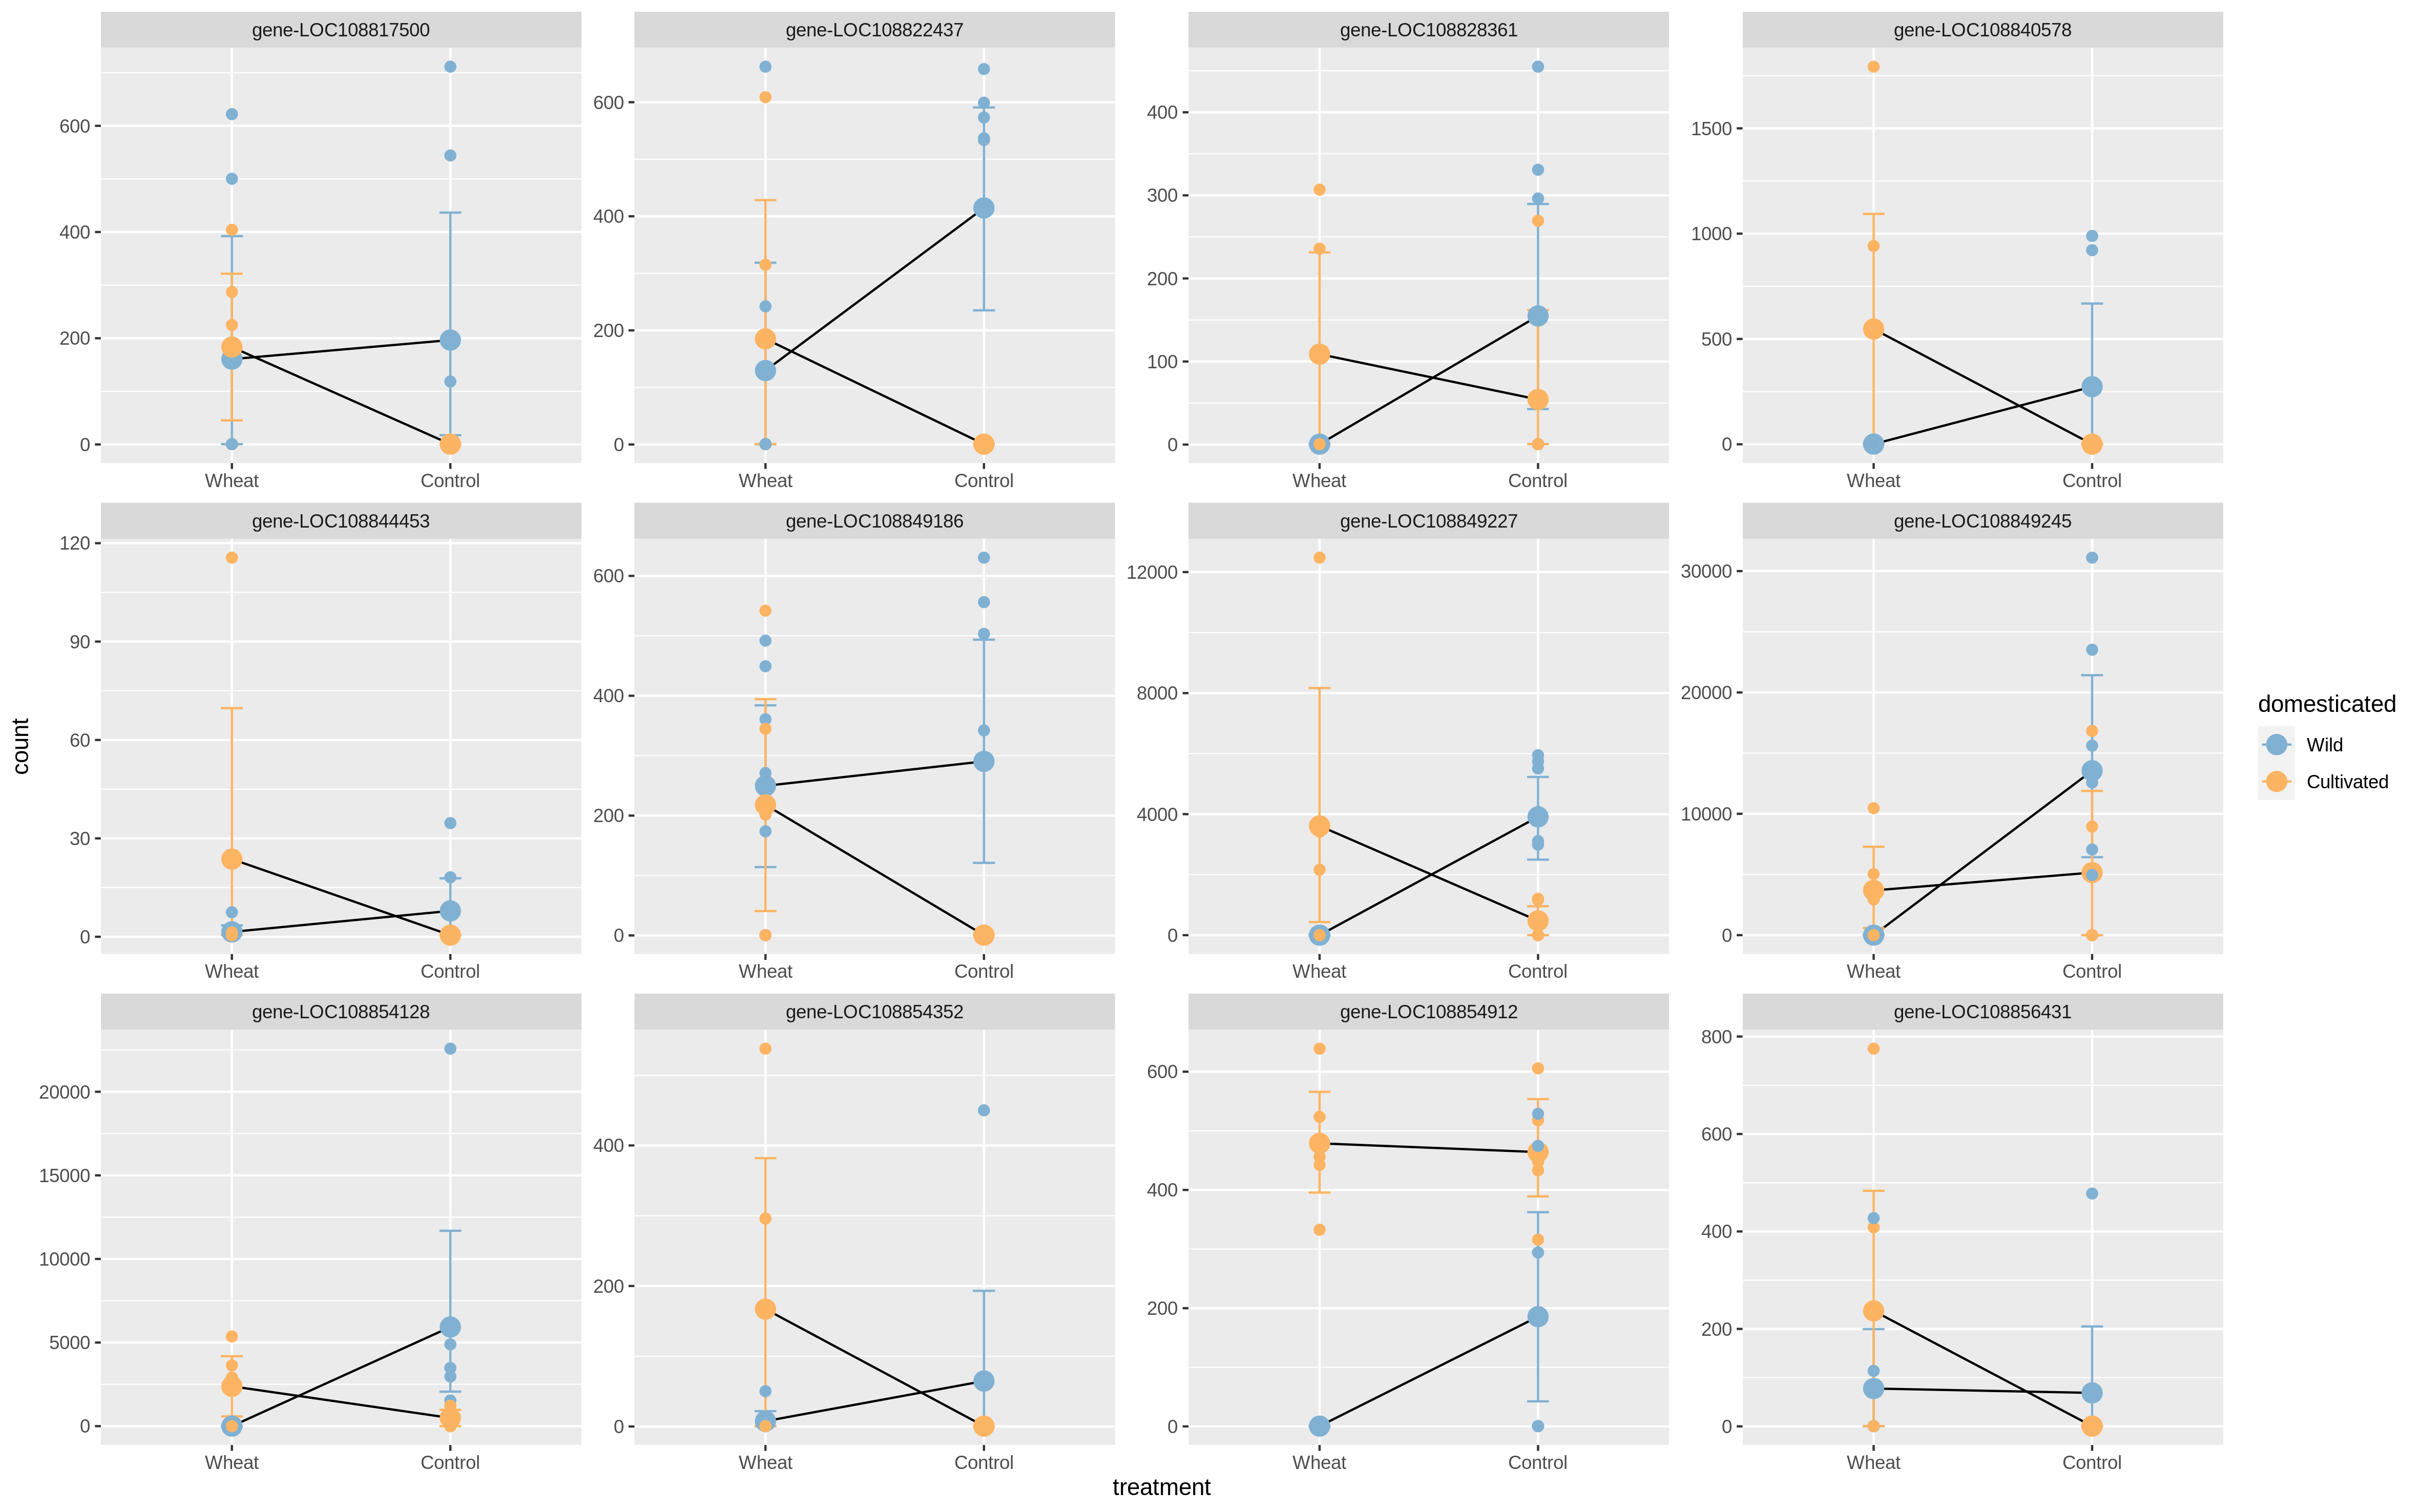 gene-LOC108817500
gene-LOC108822437
gene-LOC108828361
gene-LOC108840578
600
400
200
0
Wheat Control
600
400
200
0
Wheat Control
400
300
200
100
0
Wheat Control
1500
1000
500
0
Wheat Control
gene-LOC108844453
gene-LOC108849186
gene-LOC108849227
gene-LOC108849245
120
90
60
30
0
Wheat Control
600
400
200
0
Wheat Control
12000
8000
4000
0
Wheat Control
30000
20000
10000
0
Wheat Control
gene-LOC108854128
gene-LOC108854352
gene-LOC108854912
gene-LOC108856431
20000
15000
10000
5000
0
Wheat Control
400
200
0
Wheat Control
600
400
200
0
Wheat Control
800
600
400
200
0
Wheat Control
count
treatment
domesticated
Wild
Cultivated